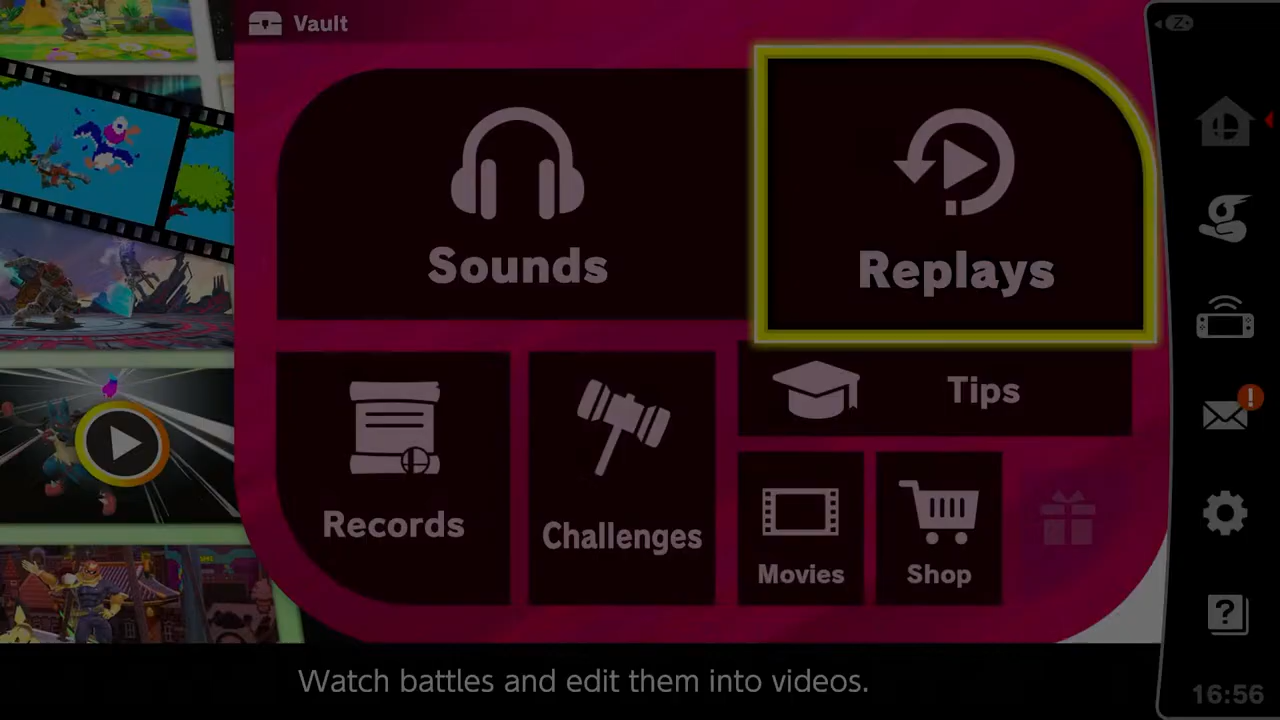 Vault
Sounds
Replays
Records
Challenges
Tips
Movies
Shop
Watch battles and edit them into videos.
Z
!
?
16:56